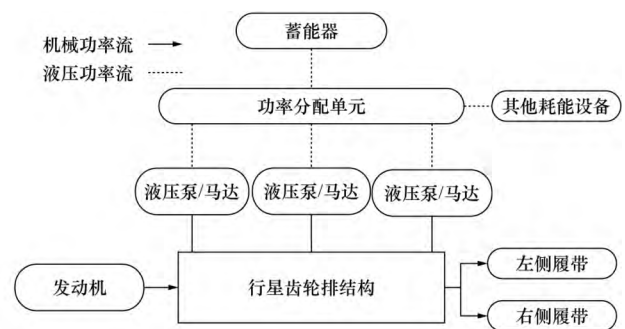 蓄能器
机械功率流
液压功率流
功率分配单元
其他耗能设备
液压泵/马达
液压泵/马达
液压泵/马达
发动机
行星齿轮排结构
左侧履带
右侧履带